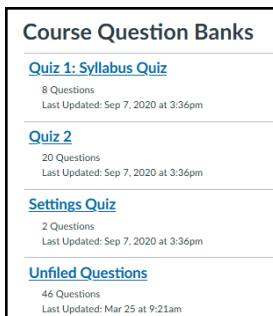 Course Question Banks
Quiz 1: Syllabus Quiz
8 Questions
Last Updated: Sep 7, 2020 at 3:36pm
Quiz 2
20 Questions
Last Updated: Sep 7, 2020 at 3:36pm
Settings Quiz
2 Questions
Last Updated: Sep 7, 2020 at 3:36pm
Unfiled Questions
46 Questions
Last Updated: Mar 25 at 9:21am